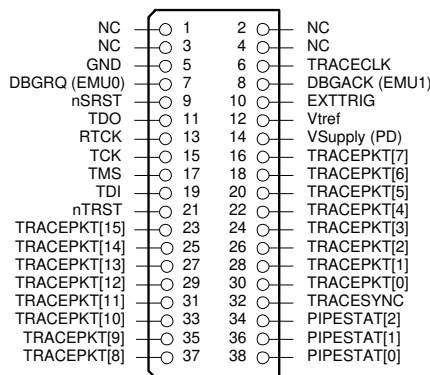 NC 1 2 NC
NC 3 4 NC
GND 5 6 TRACECLK
DBGRQ (EMU0) 7 8 DBGACK (EMU1)
nSRST 9 10 EXTTRIG
TDO 11 12 Vtref
RTCK 13 14 VSupply (PD)
TCK 15 16 TRACEPKT[7]
TMS 17 18 TRACEPKT[6]
TDI 19 20 TRACEPKT[5]
nTRST 21 22 TRACEPKT[4]
TRACEPKT[15] 23 24 TRACEPKT[3]
TRACEPKT[14] 25 26 TRACEPKT[2]
TRACEPKT[13] 27 28 TRACEPKT[1]
TRACEPKT[12] 29 30 TRACEPKT[0]
TRACEPKT[11] 31 32 TRACESYNC
TRACEPKT[10] 33 34 PIPESTAT[2]
TRACEPKT[9] 35 36 PIPESTAT[1]
TRACEPKT[8] 37 38 PIPESTAT[0]